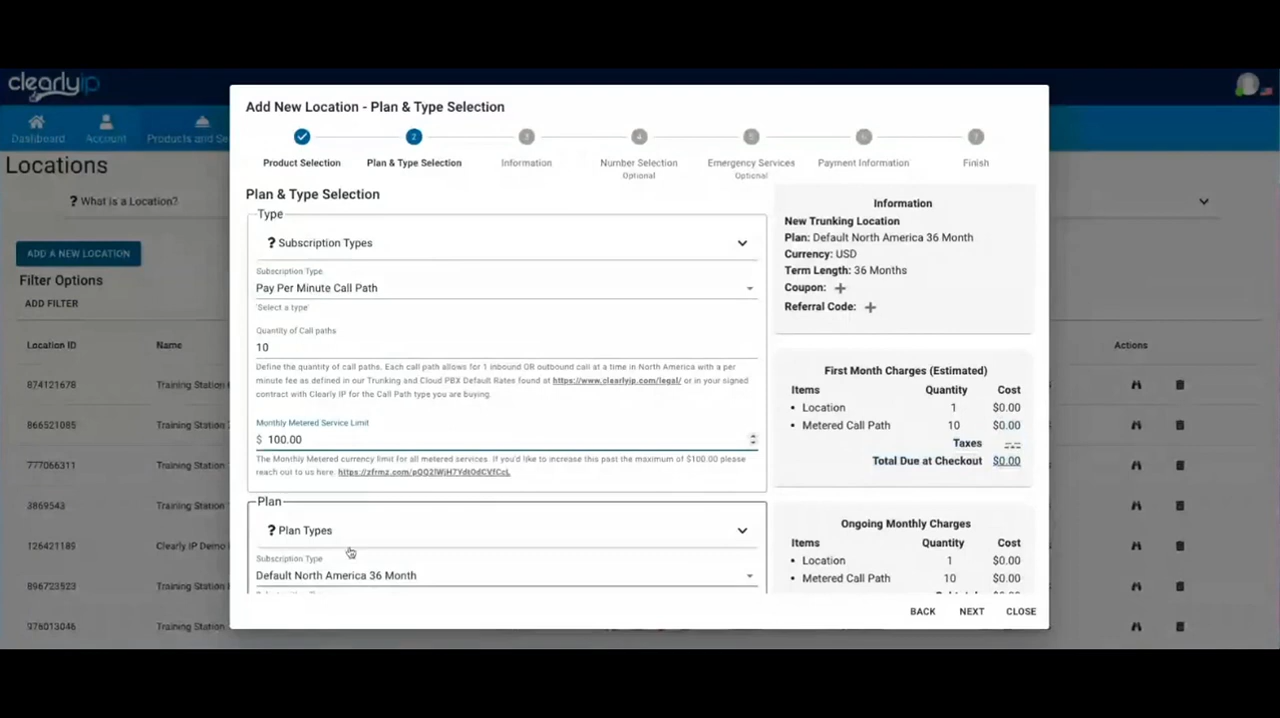 clearlyip
Dashboard
Account
Products and Se
Locations
? What is a Location?
ADD A NEW LOCATION
Filter Options
ADD FILTER
Location ID
Name
Actions
874121678
Training Station
866521085
Training Station
777066311
Training Station
3869543
Training Station
126421189
Clearly IP Demo
896723523
Training Station
976013046
Training Station
Add New Location - Plan & Type Selection
2
3
4
5
6
7
Product Selection
Plan & Type Selection
Information
Number Selection
Optional
Emergency Services
Optional
Payment Information
Finish
Plan & Type Selection
Type
? Subscription Types
Subscription Type
Pay Per Minute Call Path
'Select a type'
Quantity of Call paths
10
Define the quantity of call paths. Each call path allows for 1 inbound OR outbound call at a time in North America with a per
minute fee as defined in our Trunking and Cloud PBX Default Rates found at https://www.clearlyip.com/legal/ or in your signed
contract with Clearly IP for the Call Path type you are buying.
Monthly Metered Service Limit
$ 100.00
The Monthly Metered currency limit for all metered services. If you'd like to increase this past the maximum of $100.00 please
reach out to us here.
Plan
? Plan Types
Subscription Type
Default North America 36 Month
Information
New Trunking Location
Plan: Default North America 36 Month
Currency: USD
Term Length: 36 Months
Coupon: +
Referral Code: +
First Month Charges (Estimated)
Items Quantity Cost
• Location 1 $0.00
• Metered Call Path 10 $0.00
Taxes --.--
Total Due at Checkout $0.00
Ongoing Monthly Charges
Items Quantity Cost
• Location 1 $0.00
• Metered Call Path 10 $0.00
BACK NEXT CLOSE